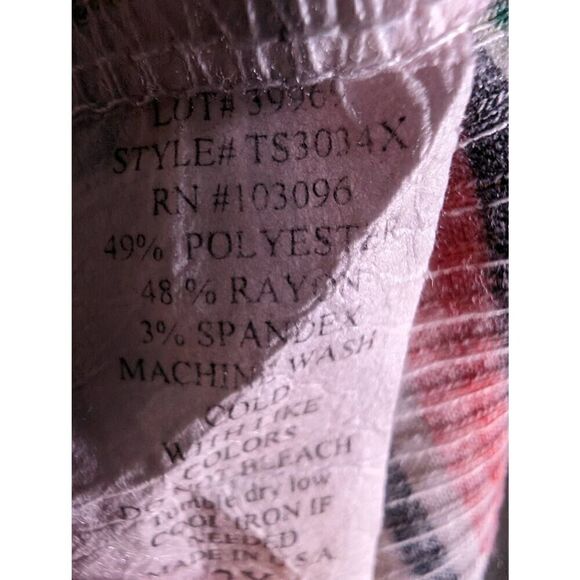 LOT# 3996
STYLE# TS3034X
RN #103096
49% POLYESTER
48% RAYON
3% SPANDEX
MACHINE WASH
COLD
WITH LIKE
COLORS
DO NOT BLEACH
Tumble dry low
COOL IRON IF
NEEDED
MADE IN U.S.A.